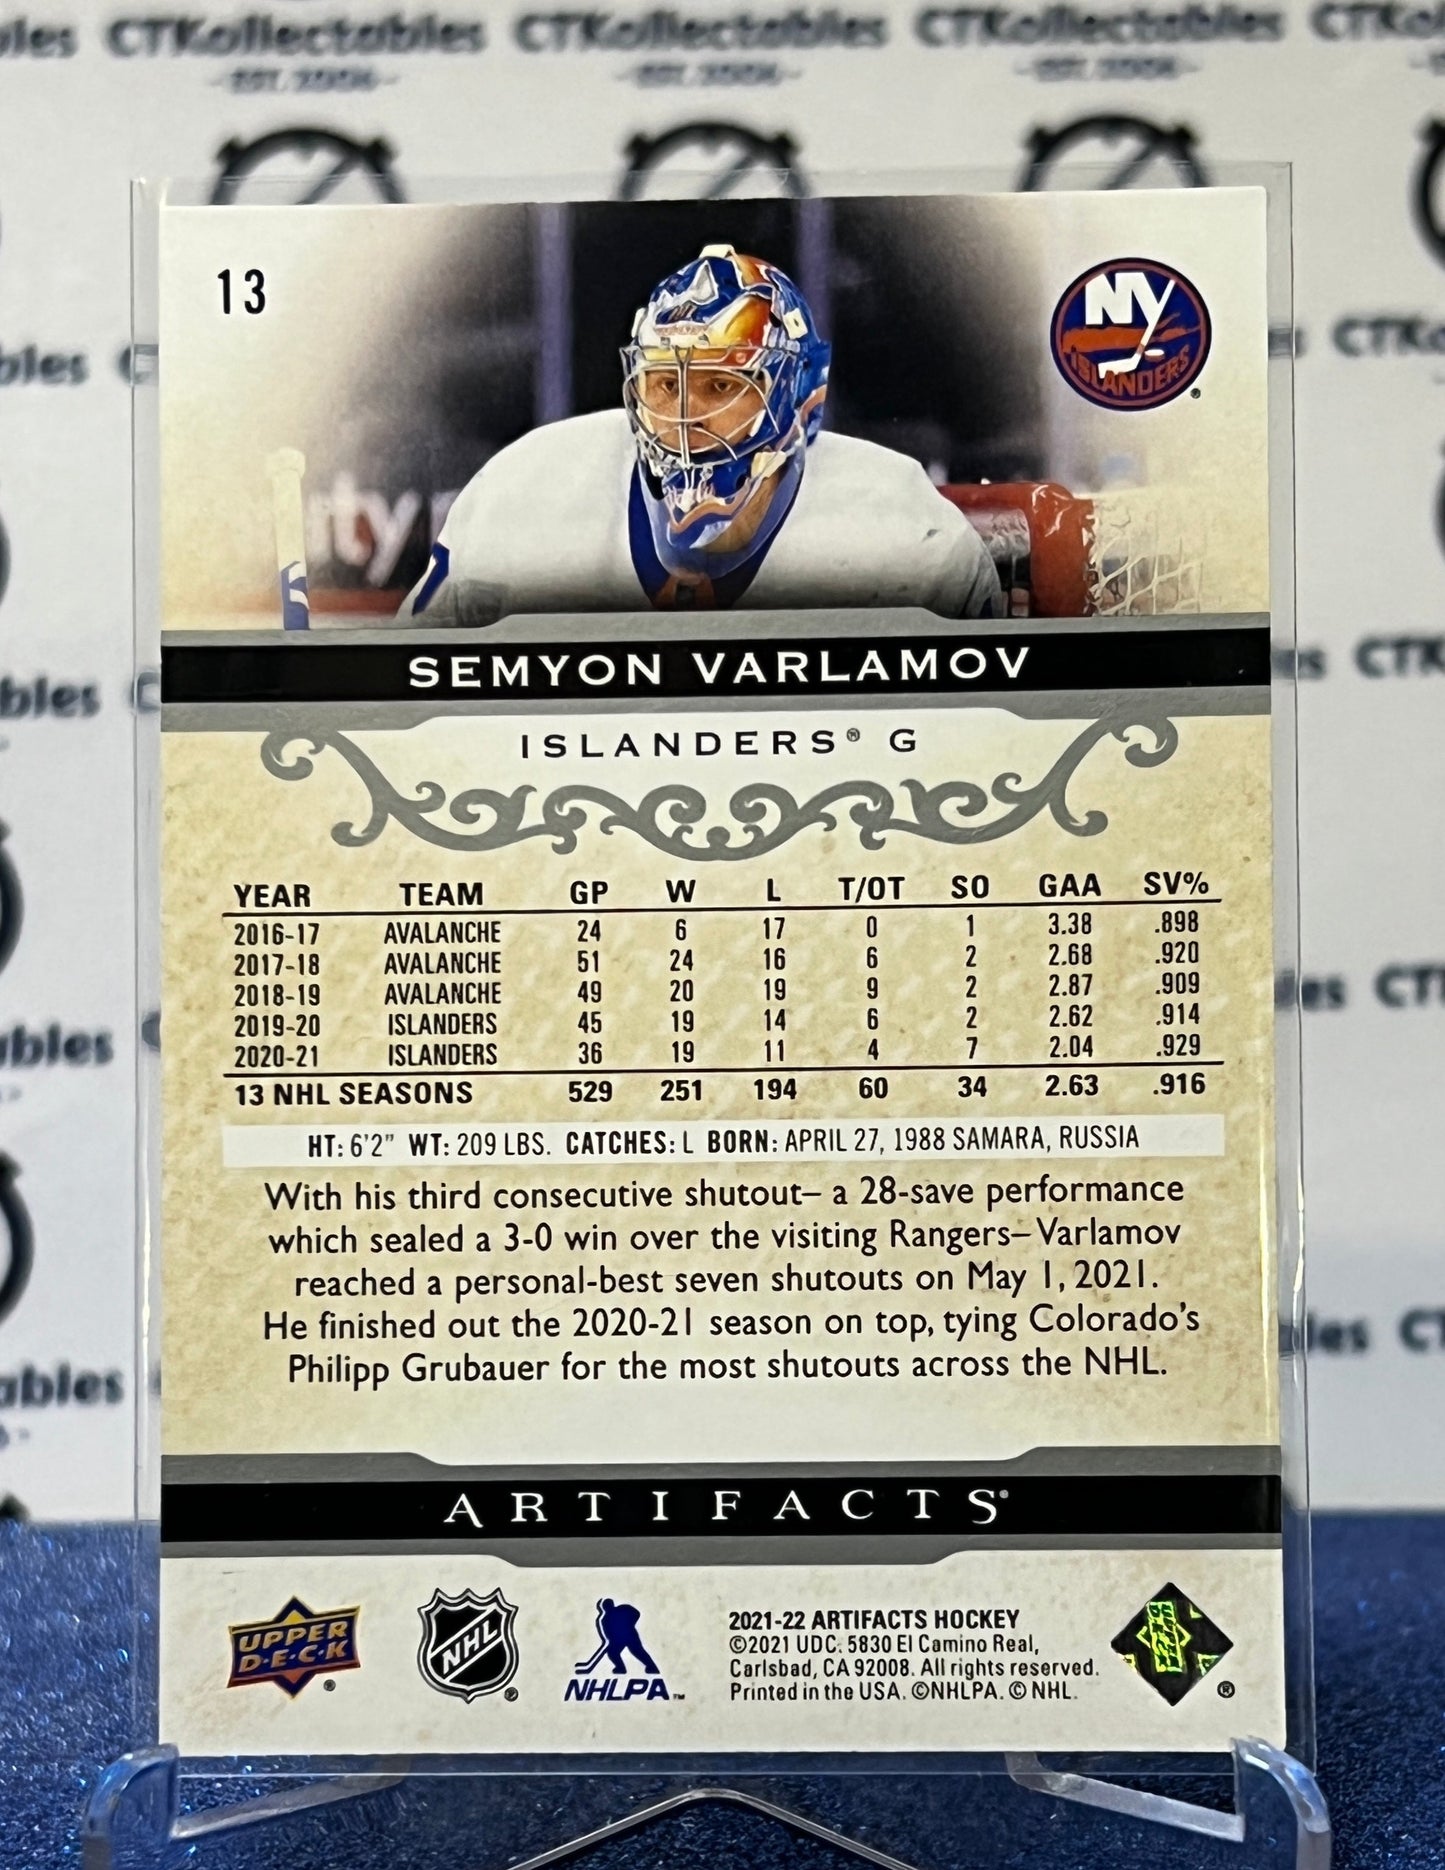 CTKollectables CTKollectables CTKollectables
EST. 2006 EST. 2006 EST. 2006
13
NY
ISLANDERS
SEMYON VARLAMOV
ISLANDERS® G
YEAR TEAM GP W L T/OT SO GAA SV%
2016-17 AVALANCHE 24 6 17 0 1 3.38 .898
2017-18 AVALANCHE 51 24 16 6 2 2.68 .920
2018-19 AVALANCHE 49 20 19 9 2 2.87 .909
2019-20 ISLANDERS 45 19 14 6 2 2.62 .914
2020-21 ISLANDERS 36 19 11 4 7 2.04 .929
13 NHL SEASONS 529 251 194 60 34 2.63 .916
HT: 6'2" WT: 209 LBS. CATCHES: L BORN: APRIL 27, 1988 SAMARA, RUSSIA
With his third consecutive shutout– a 28-save performance
which sealed a 3-0 win over the visiting Rangers– Varlamov
reached a personal-best seven shutouts on May 1, 2021.
He finished out the 2020-21 season on top, tying Colorado's
Philipp Grubauer for the most shutouts across the NHL.
ARTIFACTS®
UPPER
D·E·C·K
®
NHL
®
NHLPA™
2021-22 ARTIFACTS HOCKEY
©2021 UDC. 5830 El Camino Real,
Carlsbad, CA 92008. All rights reserved.
Printed in the USA. ©NHLPA. © NHL.
®